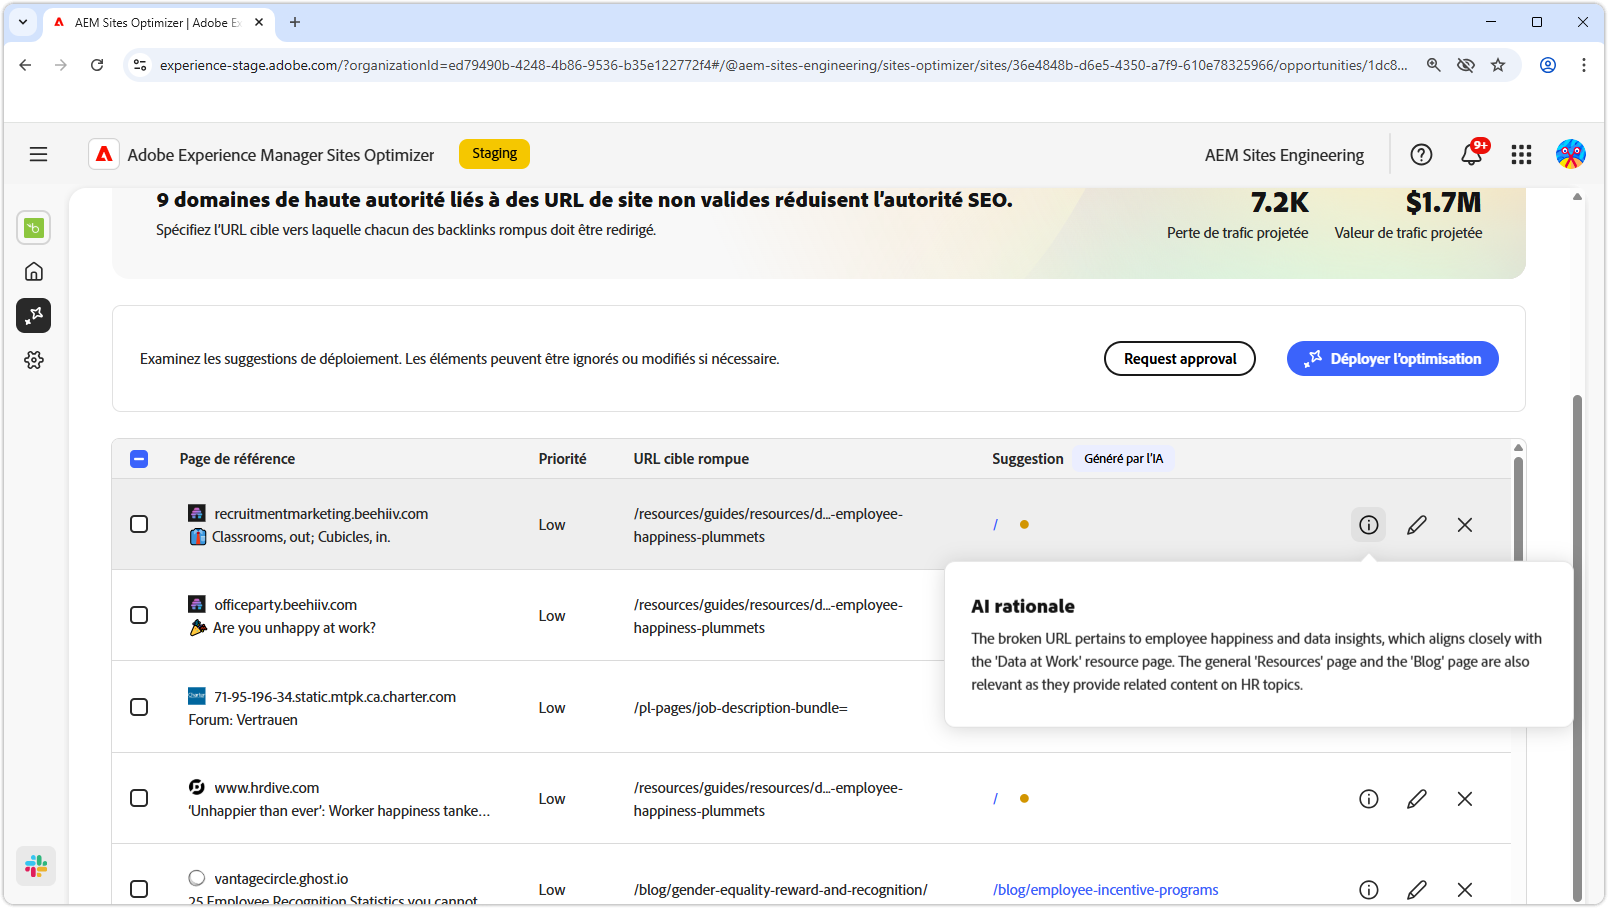 AEM Sites Optimizer | Adobe Ex
experience-stage.adobe.com/?organizationId=ed79490b-4248-4b86-9536-b35e122772f4#/@aem-sites-engineering/sites-optimizer/sites/36e4848b-d6e5-4350-a7f9-610e78325966/opportunities/1dc8...
Adobe Experience Manager Sites Optimizer
Staging
AEM Sites Engineering
9+
9 domaines de haute autorité liés à des URL de site non valides réduisent l'autorité SEO.
Spécifiez l'URL cible vers laquelle chacun des backlinks rompus doit être redirigé.
7.2K
Perte de trafic projetée
$1.7M
Valeur de trafic projetée
Examinez les suggestions de déploiement. Les éléments peuvent être ignorés ou modifiés si nécessaire.
Request approval
Déployer l'optimisation
Page de référence
Priorité
URL cible rompue
Suggestion
Généré par l'IA
recruitmentmarketing.beehiiv.com
Classrooms, out; Cubicles, in.
Low
/resources/guides/resources/d...-employee-
happiness-plummets
/
officeparty.beehiiv.com
Are you unhappy at work?
Low
/resources/guides/resources/d...-employee-
happiness-plummets
AI rationale
The broken URL pertains to employee happiness and data insights, which aligns closely with
the 'Data at Work' resource page. The general 'Resources' page and the 'Blog' page are also
relevant as they provide related content on HR topics.
71-95-196-34.static.mtpk.ca.charter.com
Forum: Vertrauen
Low
/pl-pages/job-description-bundle=
www.hrdive.com
‘Unhappier than ever’: Worker happiness tanke...
Low
/resources/guides/resources/d...-employee-
happiness-plummets
/
vantagecircle.ghost.io
25 Employee Recognition Statistics you cannot
Low
/blog/gender-equality-reward-and-recognition/
/blog/employee-incentive-programs